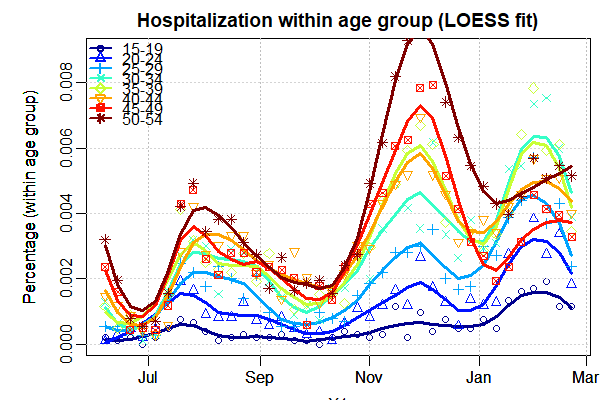 Hospitalization within age group (LOESS fit)
15-19
20-24
25-29
30-34
35-39
40-44
45-49
50-54
Percentage (within age group)
0.008
0.006
0.004
0.002
0.000
Jul
Sep
Nov
Jan
Mar